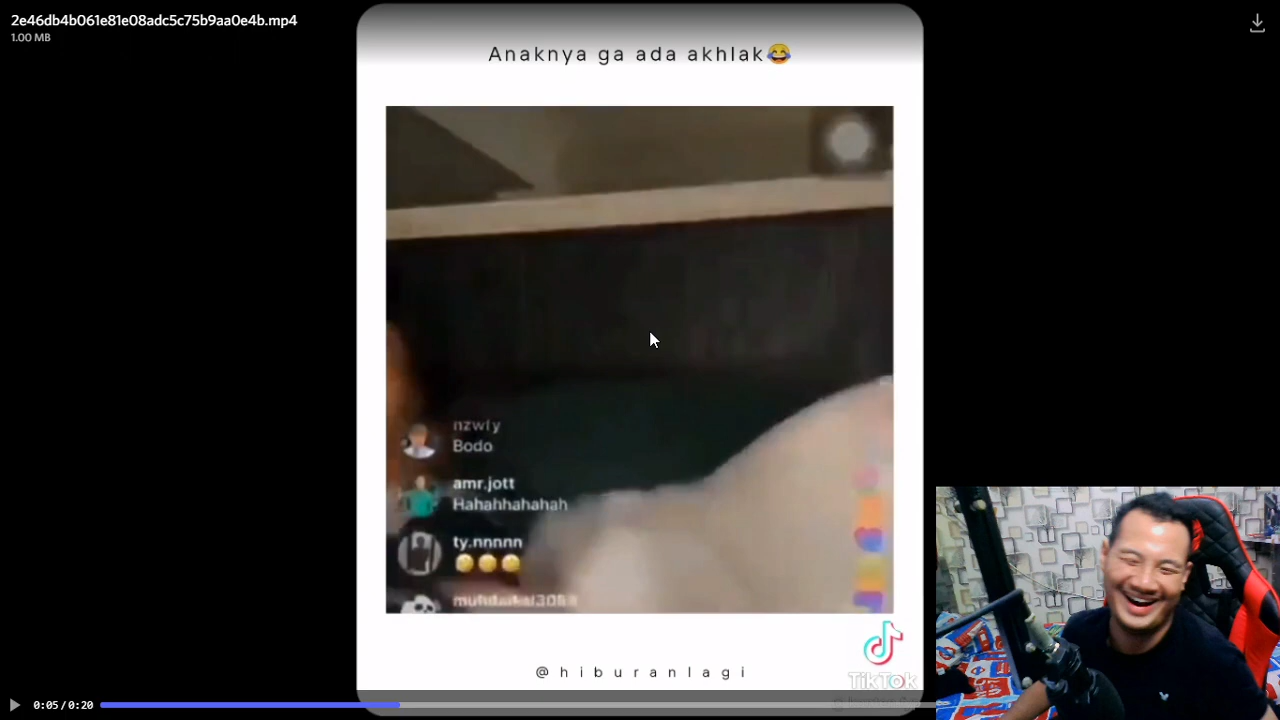 2e46db4b061e81e08adc5c75b9aa0e4b.mp4
1.00 MB
Anaknya ga ada akhlak😂
nzwly
Bodo
amr.jott
Hahahhahahah
ty.nnnnn
🥲🥲🥲
@hiburanlagi
TikTok
0:05/0:20